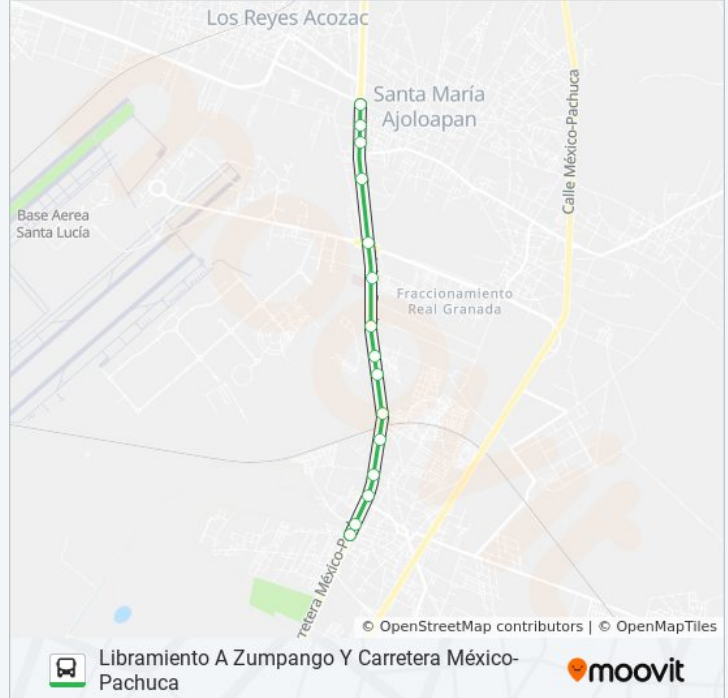 Los Reyes Acozac
Santa María
Ajoloapan
Calle México-Pachuca
Base Aerea
Santa Lucía
Fraccionamiento
Real Granada
retera México-P
© OpenStreetMap contributors | © OpenMapTiles
Libramiento A Zumpango Y Carretera México-
Pachuca
moovit